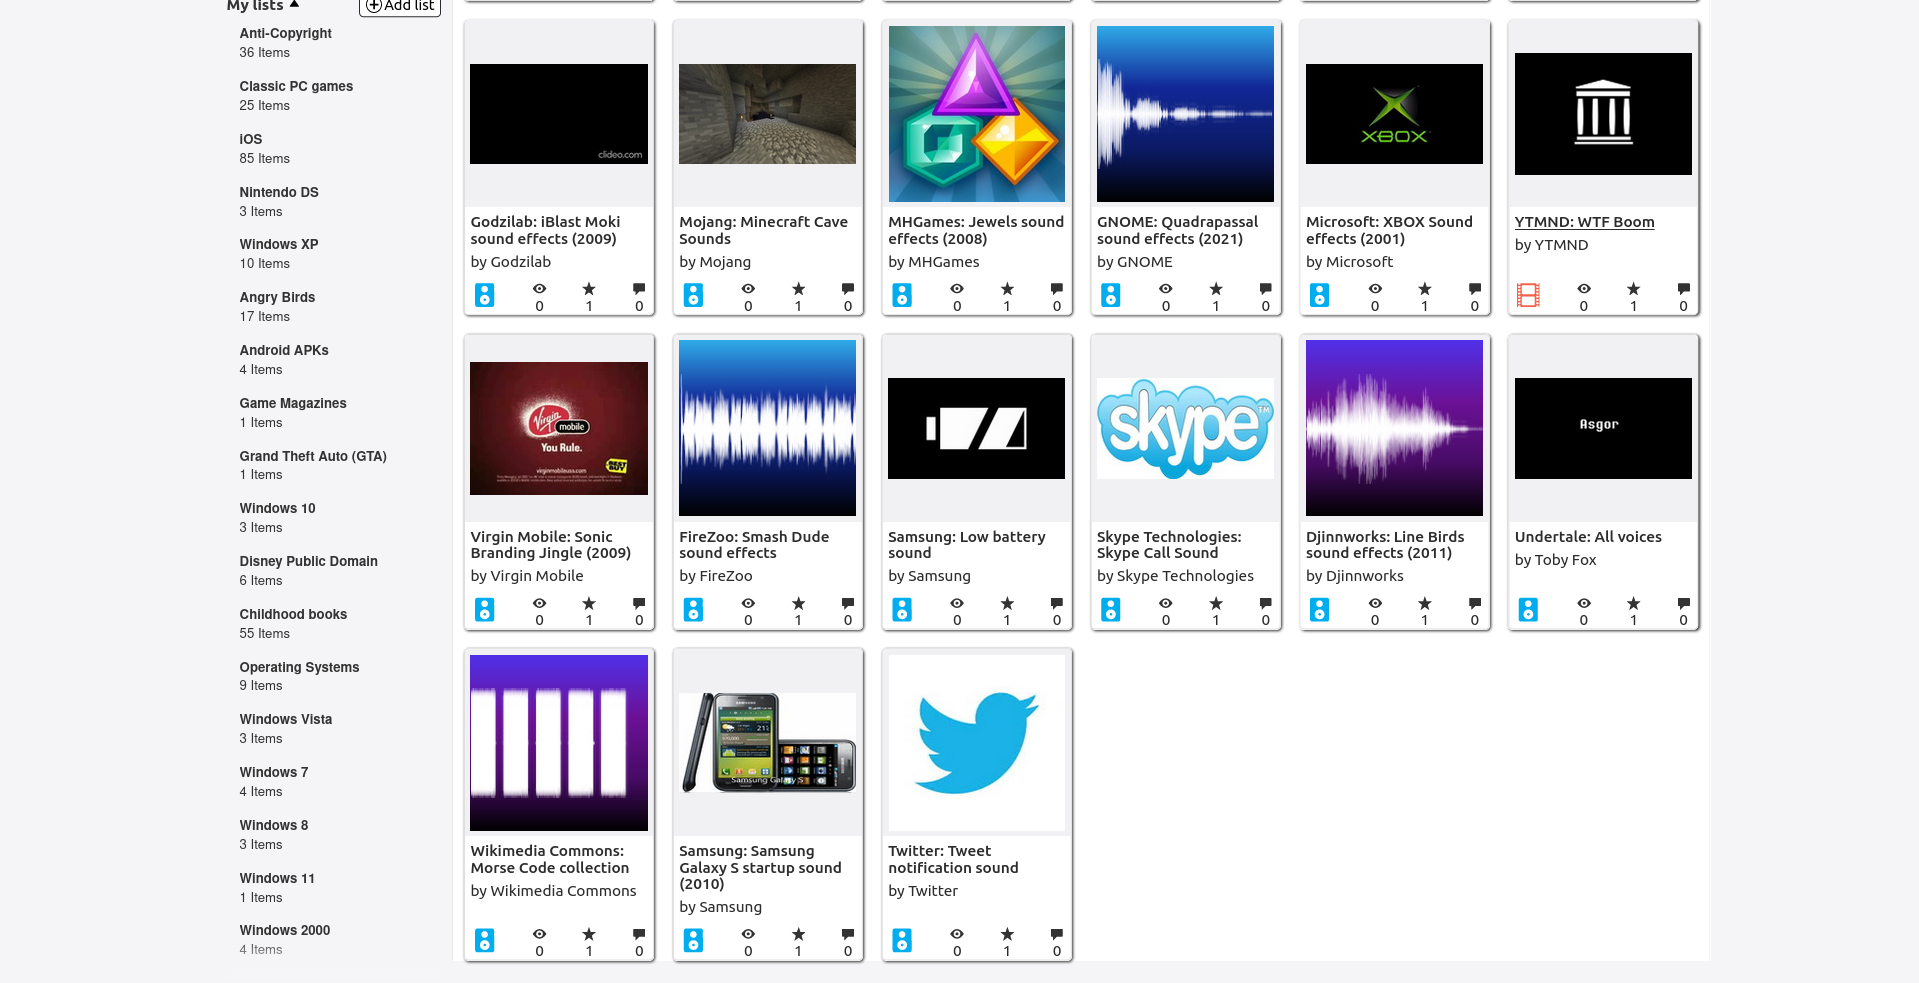 My lists
Add list
Anti-Copyright
36 Items
Classic PC games
25 Items
iOS
85 Items
Nintendo DS
3 Items
Windows XP
10 Items
Angry Birds
17 Items
Android APKs
4 Items
Game Magazines
1 Items
Grand Theft Auto (GTA)
1 Items
Windows 10
3 Items
Disney Public Domain
6 Items
Childhood books
55 Items
Operating Systems
9 Items
Windows Vista
3 Items
Windows 7
4 Items
Windows 8
3 Items
Windows 11
1 Items
Windows 2000
4 Items
clideo.com
Godzilab: iBlast Moki
sound effects (2009)
by Godzilab
0 1 0
Mojang: Minecraft Cave
Sounds
by Mojang
0 1 0
MHGames: Jewels sound
effects (2008)
by MHGames
0 1 0
GNOME: Quadrapassal
sound effects (2021)
by GNOME
0 1 0
XBOX
Microsoft: XBOX Sound
effects (2001)
by Microsoft
0 1 0
YTMND: WTF Boom
by YTMND
0 1 0
Virgin
mobile
You Rule.
virginmobileusa.com
Virgin Mobile: Sonic
Branding Jingle (2009)
by Virgin Mobile
0 1 0
FireZoo: Smash Dude
sound effects
by FireZoo
0 1 0
Samsung: Low battery
sound
by Samsung
0 1 0
skype
TM
Skype Technologies:
Skype Call Sound
by Skype Technologies
0 1 0
Djinnworks: Line Birds
sound effects (2011)
by Djinnworks
0 1 0
Asgor
Undertale: All voices
by Toby Fox
0 1 0
Wikimedia Commons:
Morse Code collection
by Wikimedia Commons
0 1 0
SAMSUNG
Samsung Galaxy S
Samsung: Samsung
Galaxy S startup sound
(2010)
by Samsung
0 1 0
Twitter: Tweet
notification sound
by Twitter
0 1 0